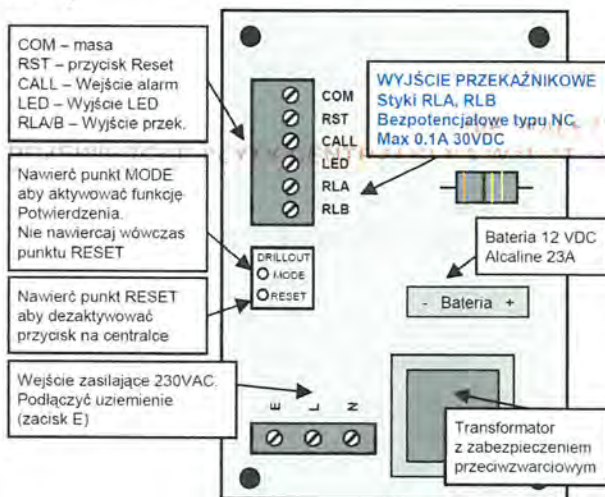 COM – masa
RST – przycisk Reset
CALL – Wejście alarm
LED – Wyjście LED
RLA/B – Wyjście przek.
COM
RST
CALL
LED
RLA
RLB
WYJŚCIE PRZEKAŹNIKOWE
Styki RLA, RLB
Bezpotencjałowe typu NC
Max 0.1A 30VDC
Nawierć punkt MODE
aby aktywować funkcję
Potwierdzenia.
Nie nawiercaj wówczas
punktu RESET
DRILLOUT
MODE
RESET
Bateria 12 VDC
Alcaline 23A
- Bateria +
Nawierć punkt RESET
aby dezaktywować
przycisk na centralce
Wejście zasilające 230VAC.
Podłączyć uziemienie
(zacisk E)
E
L
N
Transformator
z zabezpieczeniem
przeciwzwarciowym